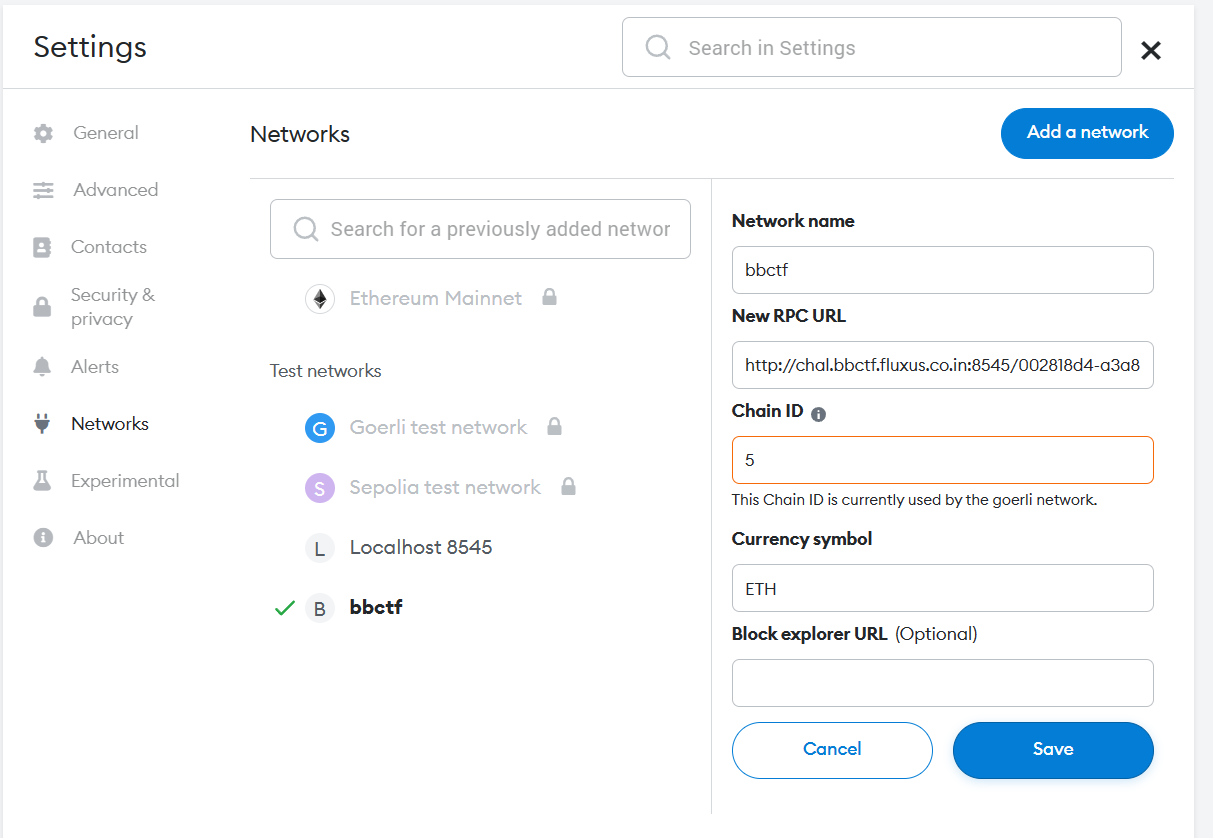 Settings
Search in Settings
General
Advanced
Contacts
Security &
privacy
Alerts
Networks
Experimental
About
Networks
Add a network
Search for a previously added networ
Ethereum Mainnet
Test networks
G
Goerli test network
S
Sepolia test network
L
Localhost 8545
B
bbctf
Network name
bbctf
New RPC URL
http://chal.bbctf.fluxus.co.in:8545/002818d4-a3a8
Chain ID
5
This Chain ID is currently used by the goerli network.
Currency symbol
ETH
Block explorer URL (Optional)
Cancel
Save